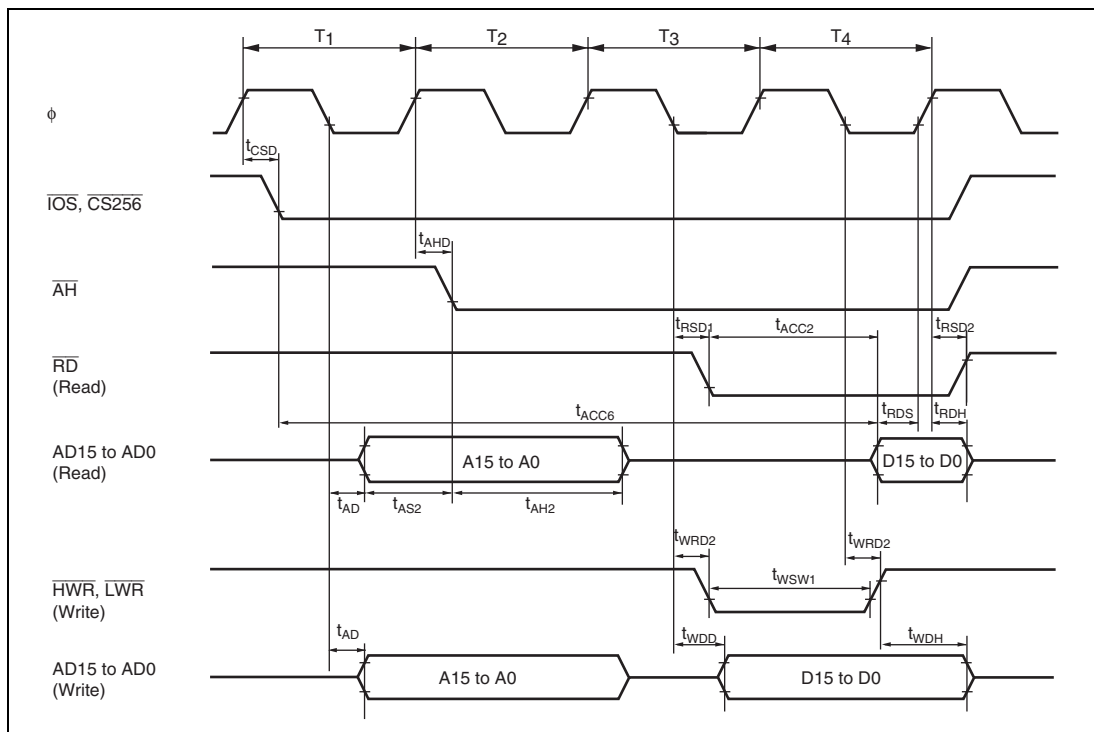 T1 T2 T3 T4
φ
tCSD
IOS, CS256
tAHD
AH
tRSD1 tACC2 tRSD2
RD
(Read)
tACC6 tRDS tRDH
AD15 to AD0
(Read)
A15 to A0 D15 to D0
tAD tAS2 tAH2
tWRD2 tWRD2
HWR, LWR
(Write)
tWSW1
tAD tWDD tWDH
AD15 to AD0
(Write)
A15 to A0 D15 to D0